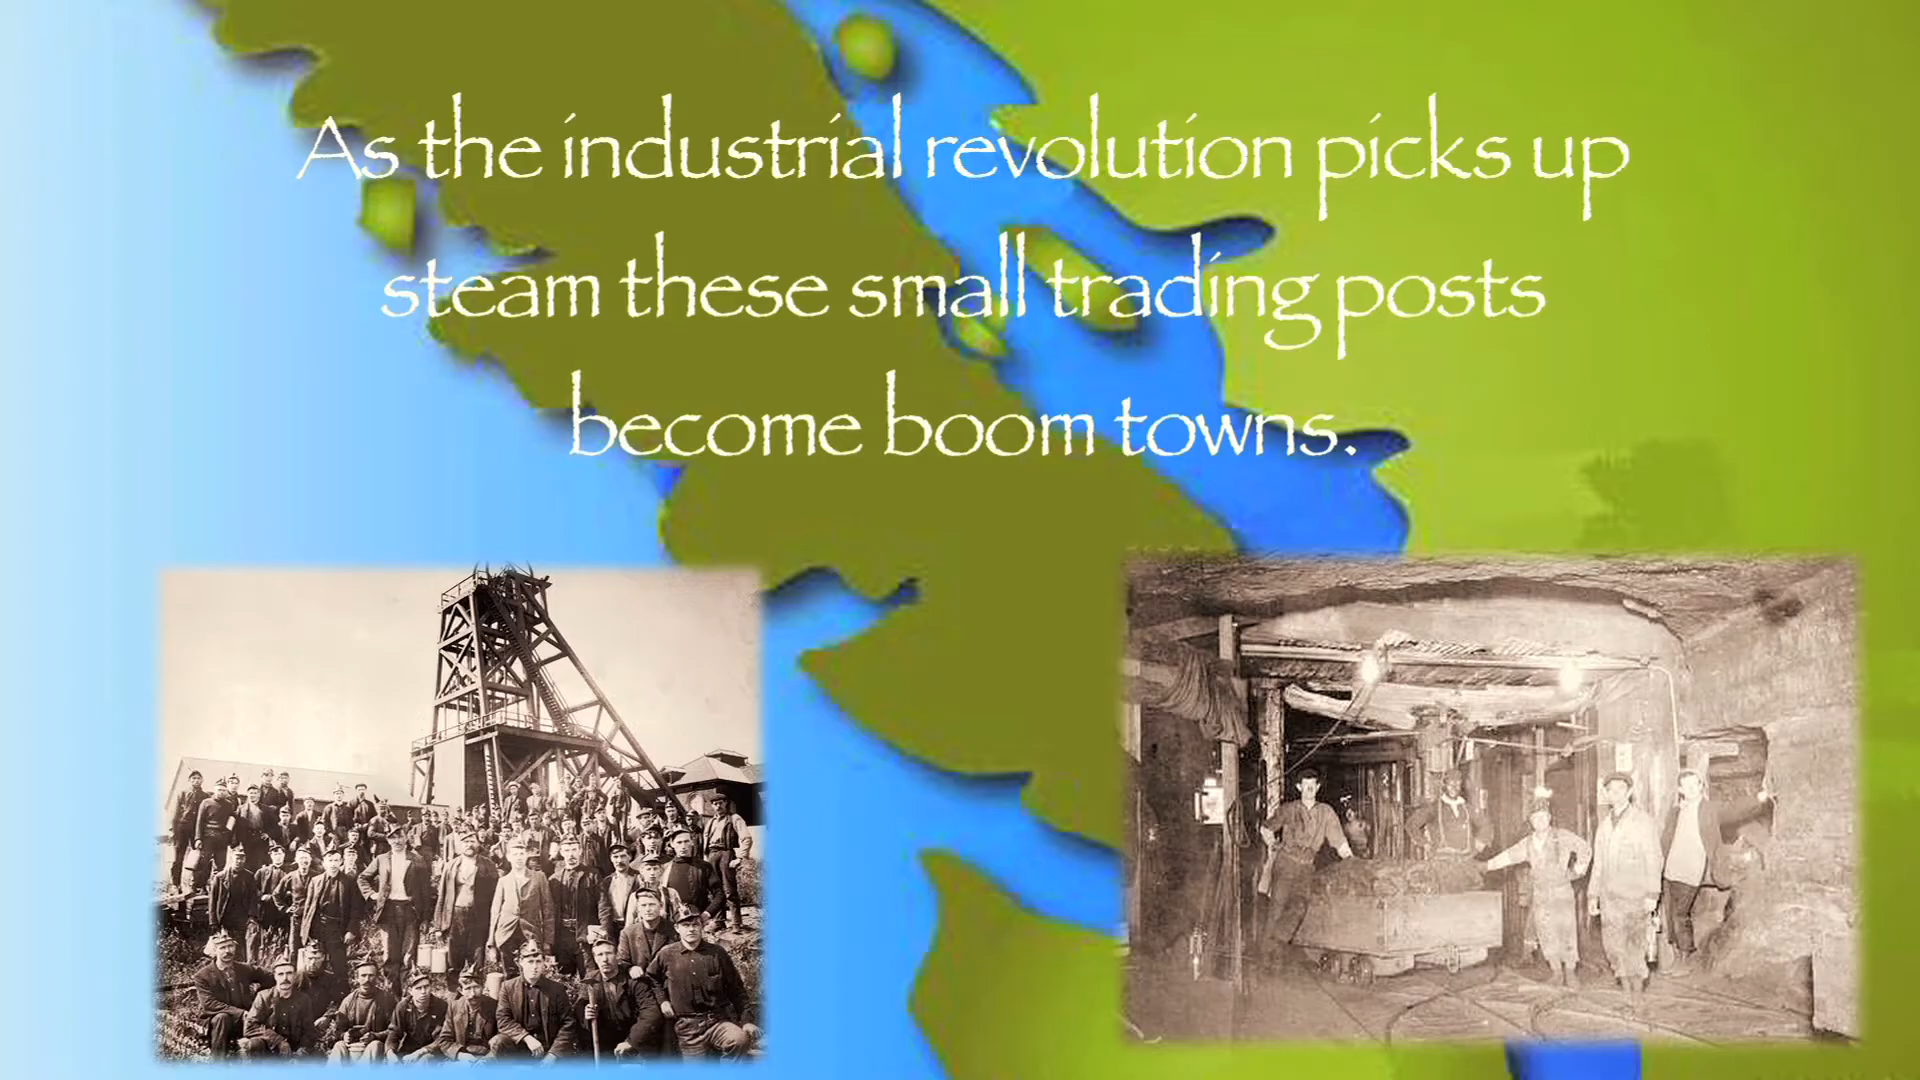 As the industrial revolution picks up
steam these small trading posts
become boom towns.